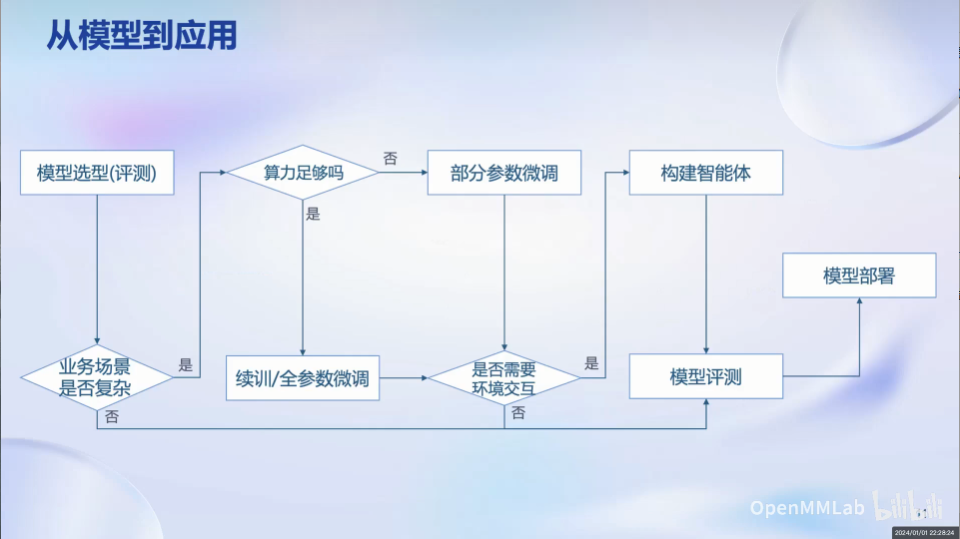 从模型到应用
模型选型(评测)
算力足够吗
否
部分参数微调
构建智能体
是
模型部署
业务场景
是否复杂
是
续训/全参数微调
是否需要
环境交互
是
模型评测
否
否
OpenMMLab bilibili
2024/01/01 22:28:24